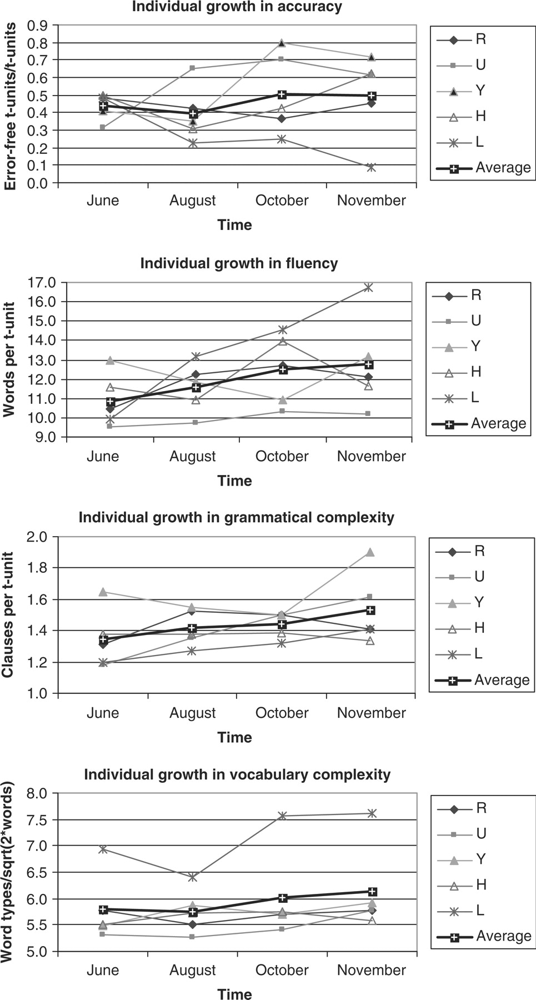 Individual growth in accuracy
Error-free t-units/t-units
0.9
0.8
0.7
0.6
0.5
0.4
0.3
0.2
0.1
0.0
June August October November
Time
R
U
Y
H
L
Average
Individual growth in fluency
Words per t-unit
17.0
16.0
15.0
14.0
13.0
12.0
11.0
10.0
9.0
June August October November
Time
R
U
Y
H
L
Average
Individual growth in grammatical complexity
Clauses per t-unit
2.0
1.8
1.6
1.4
1.2
1.0
June August October November
Time
R
U
Y
H
L
Average
Individual growth in vocabulary complexity
Word types/sqrt(2*words)
8.0
7.5
7.0
6.5
6.0
5.5
5.0
June August October November
Time
R
U
Y
H
L
Average